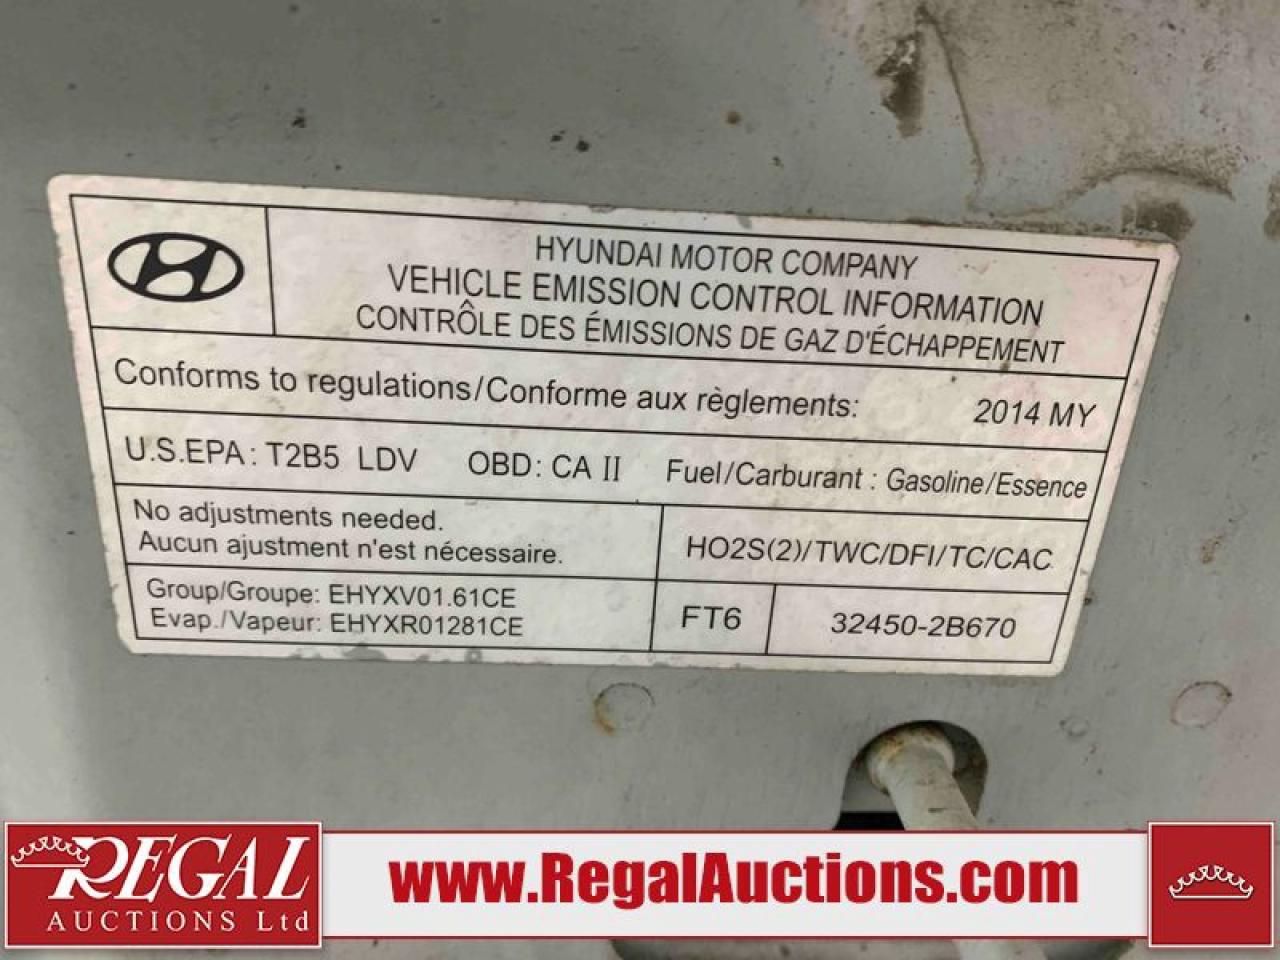 HYUNDAI MOTOR COMPANY
VEHICLE EMISSION CONTROL INFORMATION
CONTRÔLE DES ÉMISSIONS DE GAZ D'ÉCHAPPEMENT
Conforms to regulations/Conforme aux règlements: 2014 MY
U.S.EPA: T2B5 LDV OBD: CA II Fuel/Carburant : Gasoline/Essence
No adjustments needed.
Aucun ajustment n'est nécessaire.
HO2S(2)/TWC/DFI/TC/CAC
Group/Groupe: EHYXV01.61CE
Evap./Vapeur: EHYXR01281CE
FT6
32450-2B670
REGAL
AUCTIONS Ltd
www.RegalAuctions.com